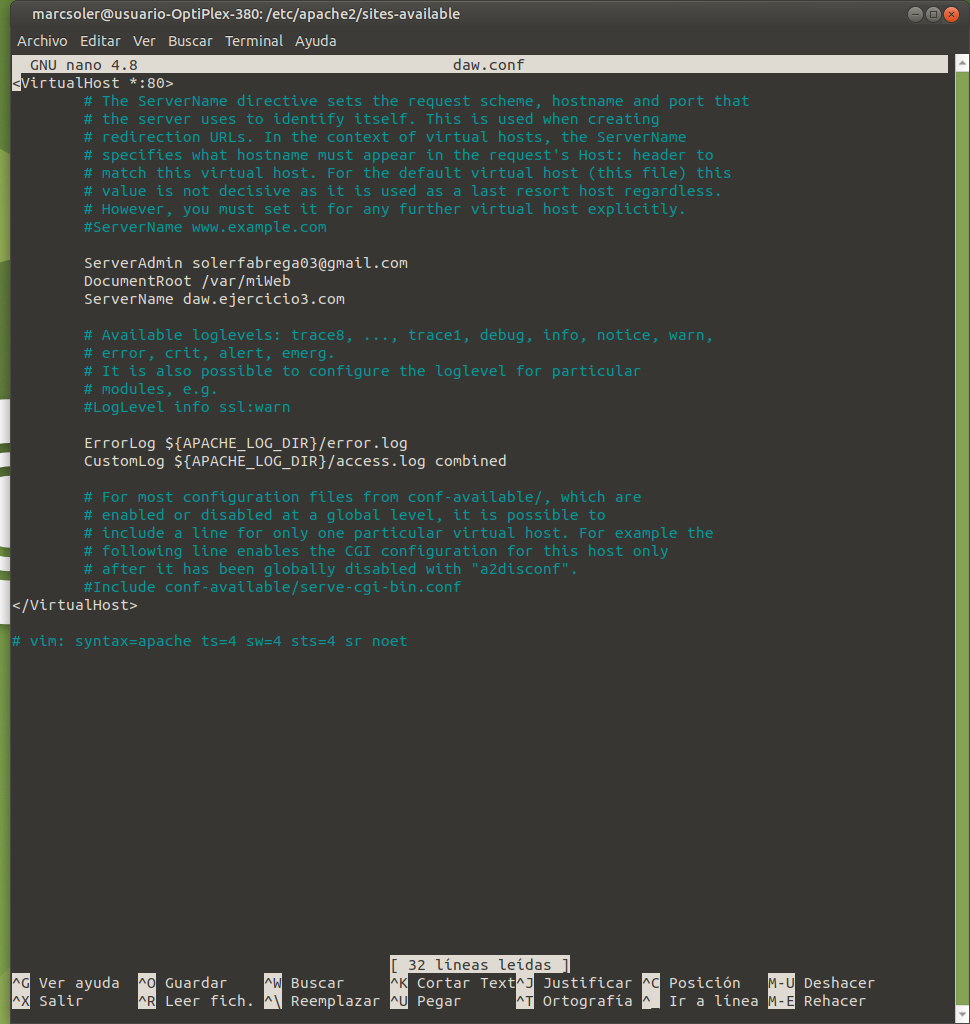 marcsoler@usuario-OptiPlex-380: /etc/apache2/sites-available
Archivo Editar Ver Buscar Terminal Ayuda
GNU nano 4.8 daw.conf
<VirtualHost *:80>
# The ServerName directive sets the request scheme, hostname and port that
# the server uses to identify itself. This is used when creating
# redirection URLs. In the context of virtual hosts, the ServerName
# specifies what hostname must appear in the request's Host: header to
# match this virtual host. For the default virtual host (this file) this
# value is not decisive as it is used as a last resort host regardless.
# However, you must set it for any further virtual host explicitly.
#ServerName www.example.com
ServerAdmin solerfabrega03@gmail.com
DocumentRoot /var/miWeb
ServerName daw.ejercicio3.com
# Available loglevels: trace8, ..., trace1, debug, info, notice, warn,
# error, crit, alert, emerg.
# It is also possible to configure the loglevel for particular
# modules, e.g.
#LogLevel info ssl:warn
ErrorLog ${APACHE_LOG_DIR}/error.log
CustomLog ${APACHE_LOG_DIR}/access.log combined
# For most configuration files from conf-available/, which are
# enabled or disabled at a global level, it is possible to
# include a line for only one particular virtual host. For example the
# following line enables the CGI configuration for this host only
# after it has been globally disabled with "a2disconf".
#Include conf-available/serve-cgi-bin.conf
</VirtualHost>
# vim: syntax=apache ts=4 sw=4 sts=4 sr noet
[ 32 líneas leídas ]
^G Ver ayuda ^O Guardar ^W Buscar ^K Cortar Text^J Justificar ^C Posición M-U Deshacer
^X Salir ^R Leer fich. ^\ Reemplazar ^U Pegar ^T Ortografía ^_ Ir a línea M-E Rehacer